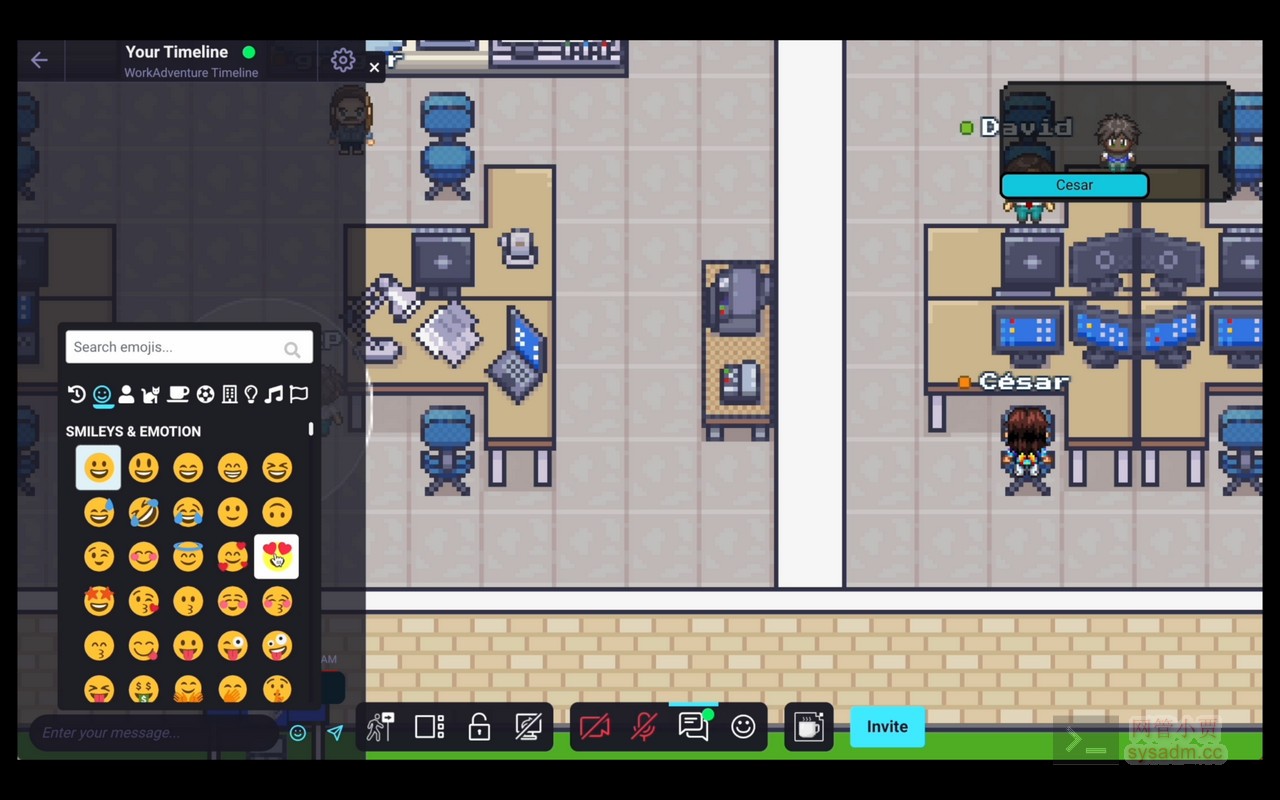 Your Timeline
WorkAdventure Timeline
David
Cesar
Search emojis...
César
SMILEYS & EMOTION
AM
Enter your message...
Invite
网管小贾
sysadm.cc